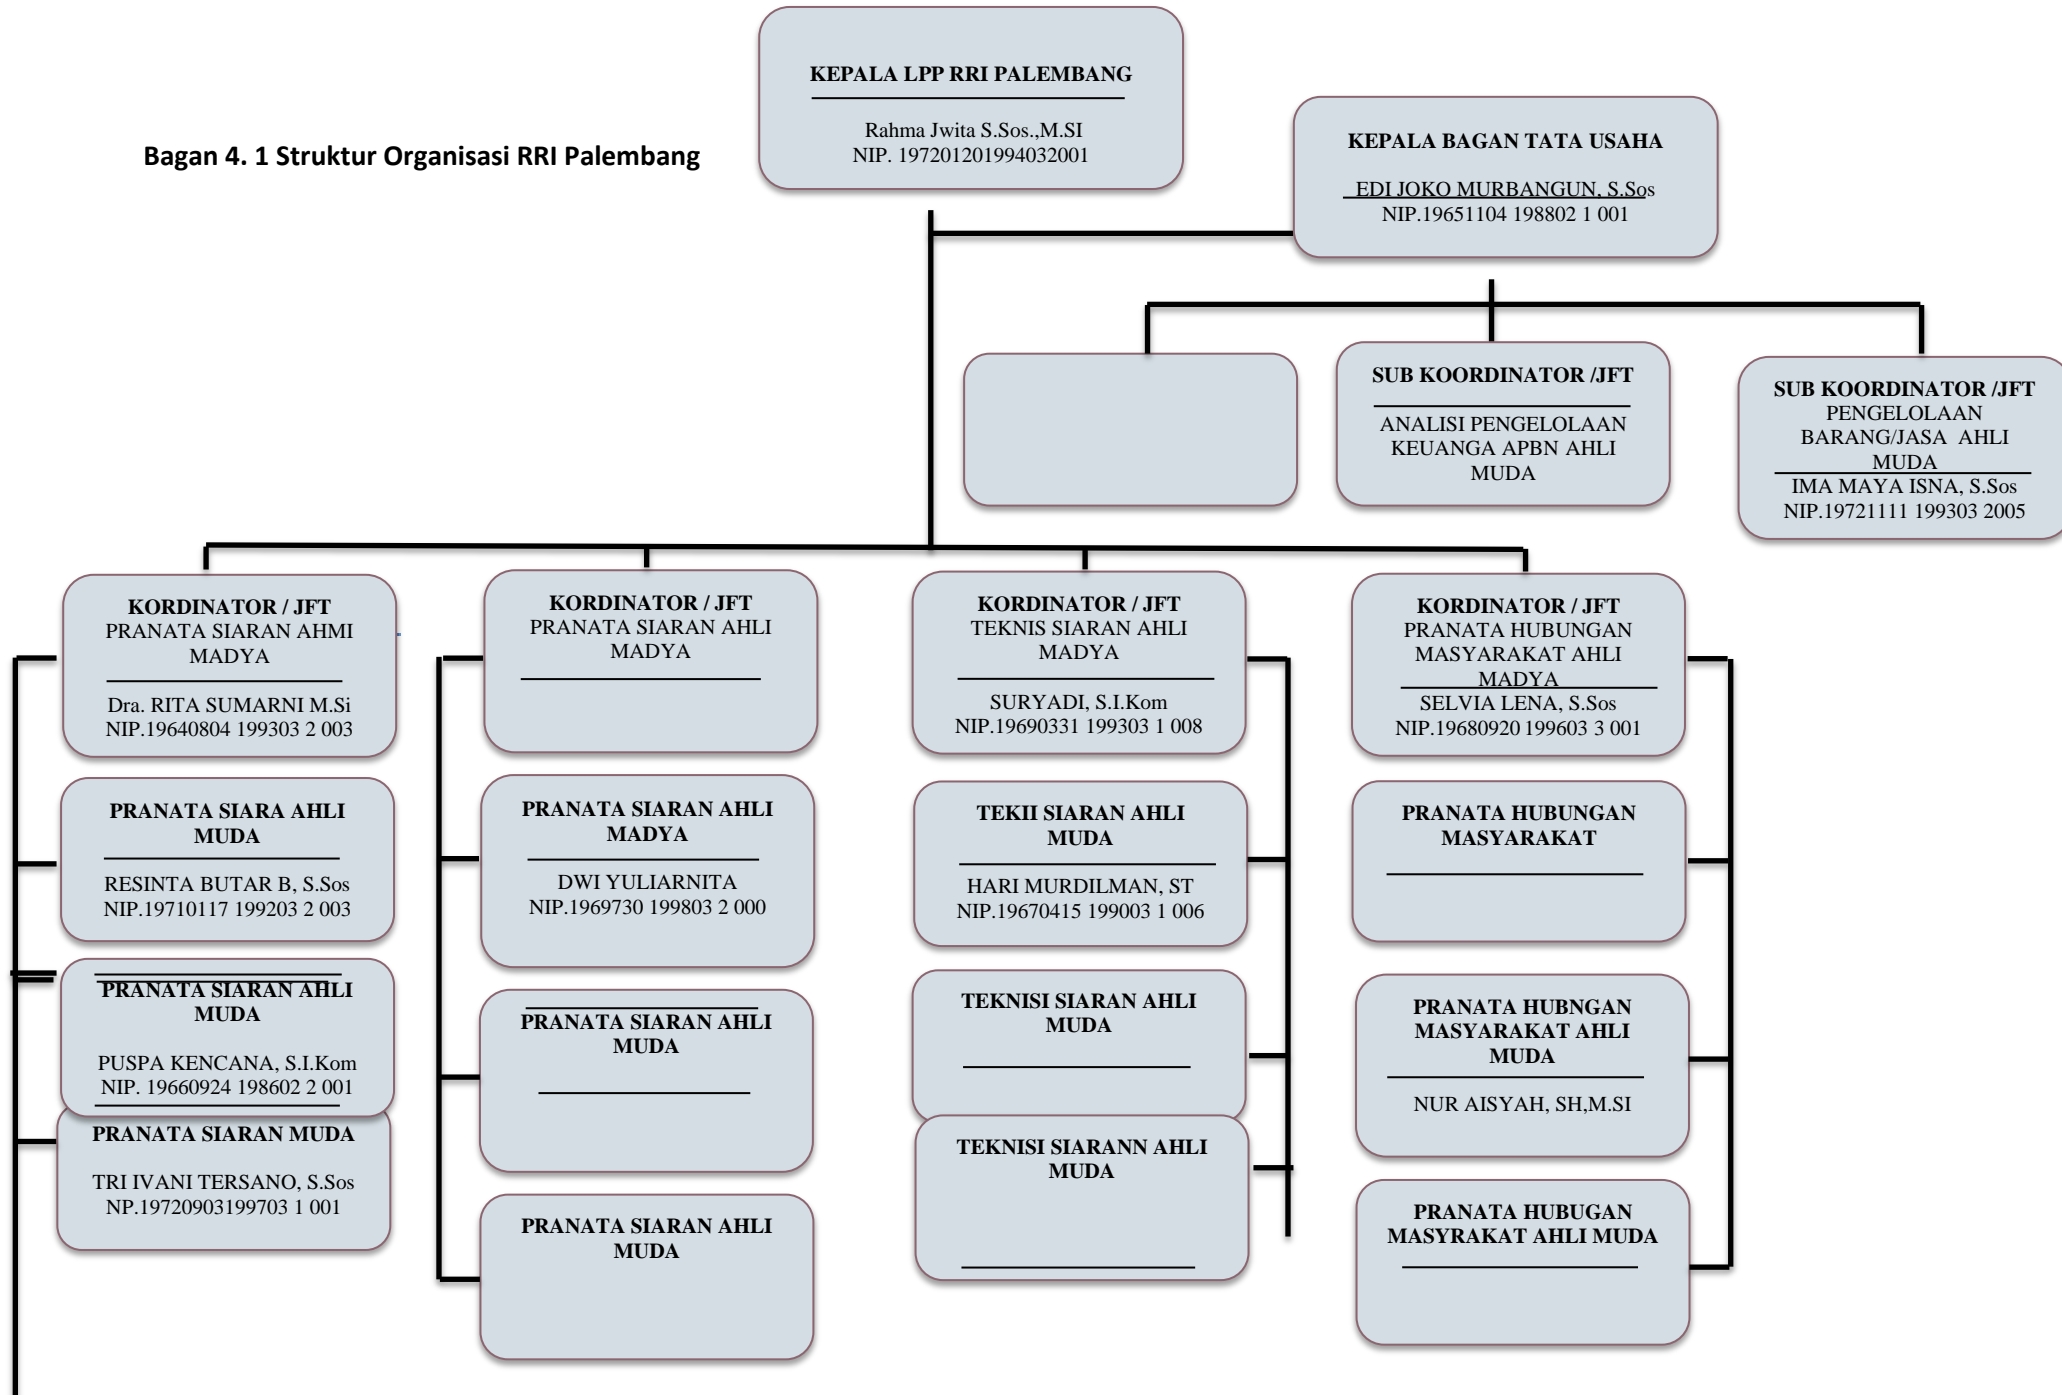 KEPALA LPP RRI PALEMBANG
Rahma Jwita S.Sos.,M.SI
NIP. 197201201994032001
Bagan 4. 1 Struktur Organisasi RRI Palembang
KEPALA BAGAN TATA USAHA
EDI JOKO MURBANGUN, S.Sos
NIP.19651104 198802 1 001
SUB KOORDINATOR /JFT
ANALISI PENGELOLAAN
KEUANGA APBN AHLI
MUDA
SUB KOORDINATOR /JFT
PENGELOLAAN
BARANG/JASA AHLI
MUDA
IMA MAYA ISNA, S.Sos
NIP.19721111 199303 2005
KORDINATOR / JFT
PRANATA SIARAN AHMI
MADYA
Dra. RITA SUMARNI M.Si
NIP.19640804 199303 2 003
KORDINATOR / JFT
PRANATA SIARAN AHLI
MADYA
KORDINATOR / JFT
TEKNIS SIARAN AHLI
MADYA
SURYADI, S.I.Kom
NIP.19690331 199303 1 008
KORDINATOR / JFT
PRANATA HUBUNGAN
MASYARAKAT AHLI
MADYA
SELVIA LENA, S.Sos
NIP.19680920 199603 3 001
PRANATA SIARA AHLI
MUDA
RESINTA BUTAR B, S.Sos
NIP.19710117 199203 2 003
PRANATA SIARAN AHLI
MADYA
DWI YULIARNITA
NIP.1969730 199803 2 000
TEKII SIARAN AHLI
MUDA
HARI MURDILMAN, ST
NIP.19670415 199003 1 006
PRANATA HUBUNGAN
MASYARAKAT
PRANATA SIARAN AHLI
MUDA
PUSPA KENCANA, S.I.Kom
NIP. 19660924 198602 2 001
PRANATA SIARAN AHLI
MUDA
TEKNISI SIARAN AHLI
MUDA
PRANATA HUBNGAN
MASYARAKAT AHLI
MUDA
NUR AISYAH, SH,M.SI
PRANATA SIARAN MUDA
TRI IVANI TERSANO, S.Sos
NP.19720903199703 1 001
PRANATA SIARAN AHLI
MUDA
TEKNISI SIARANN AHLI
MUDA
PRANATA HUBUGAN
MASYRAKAT AHLI MUDA